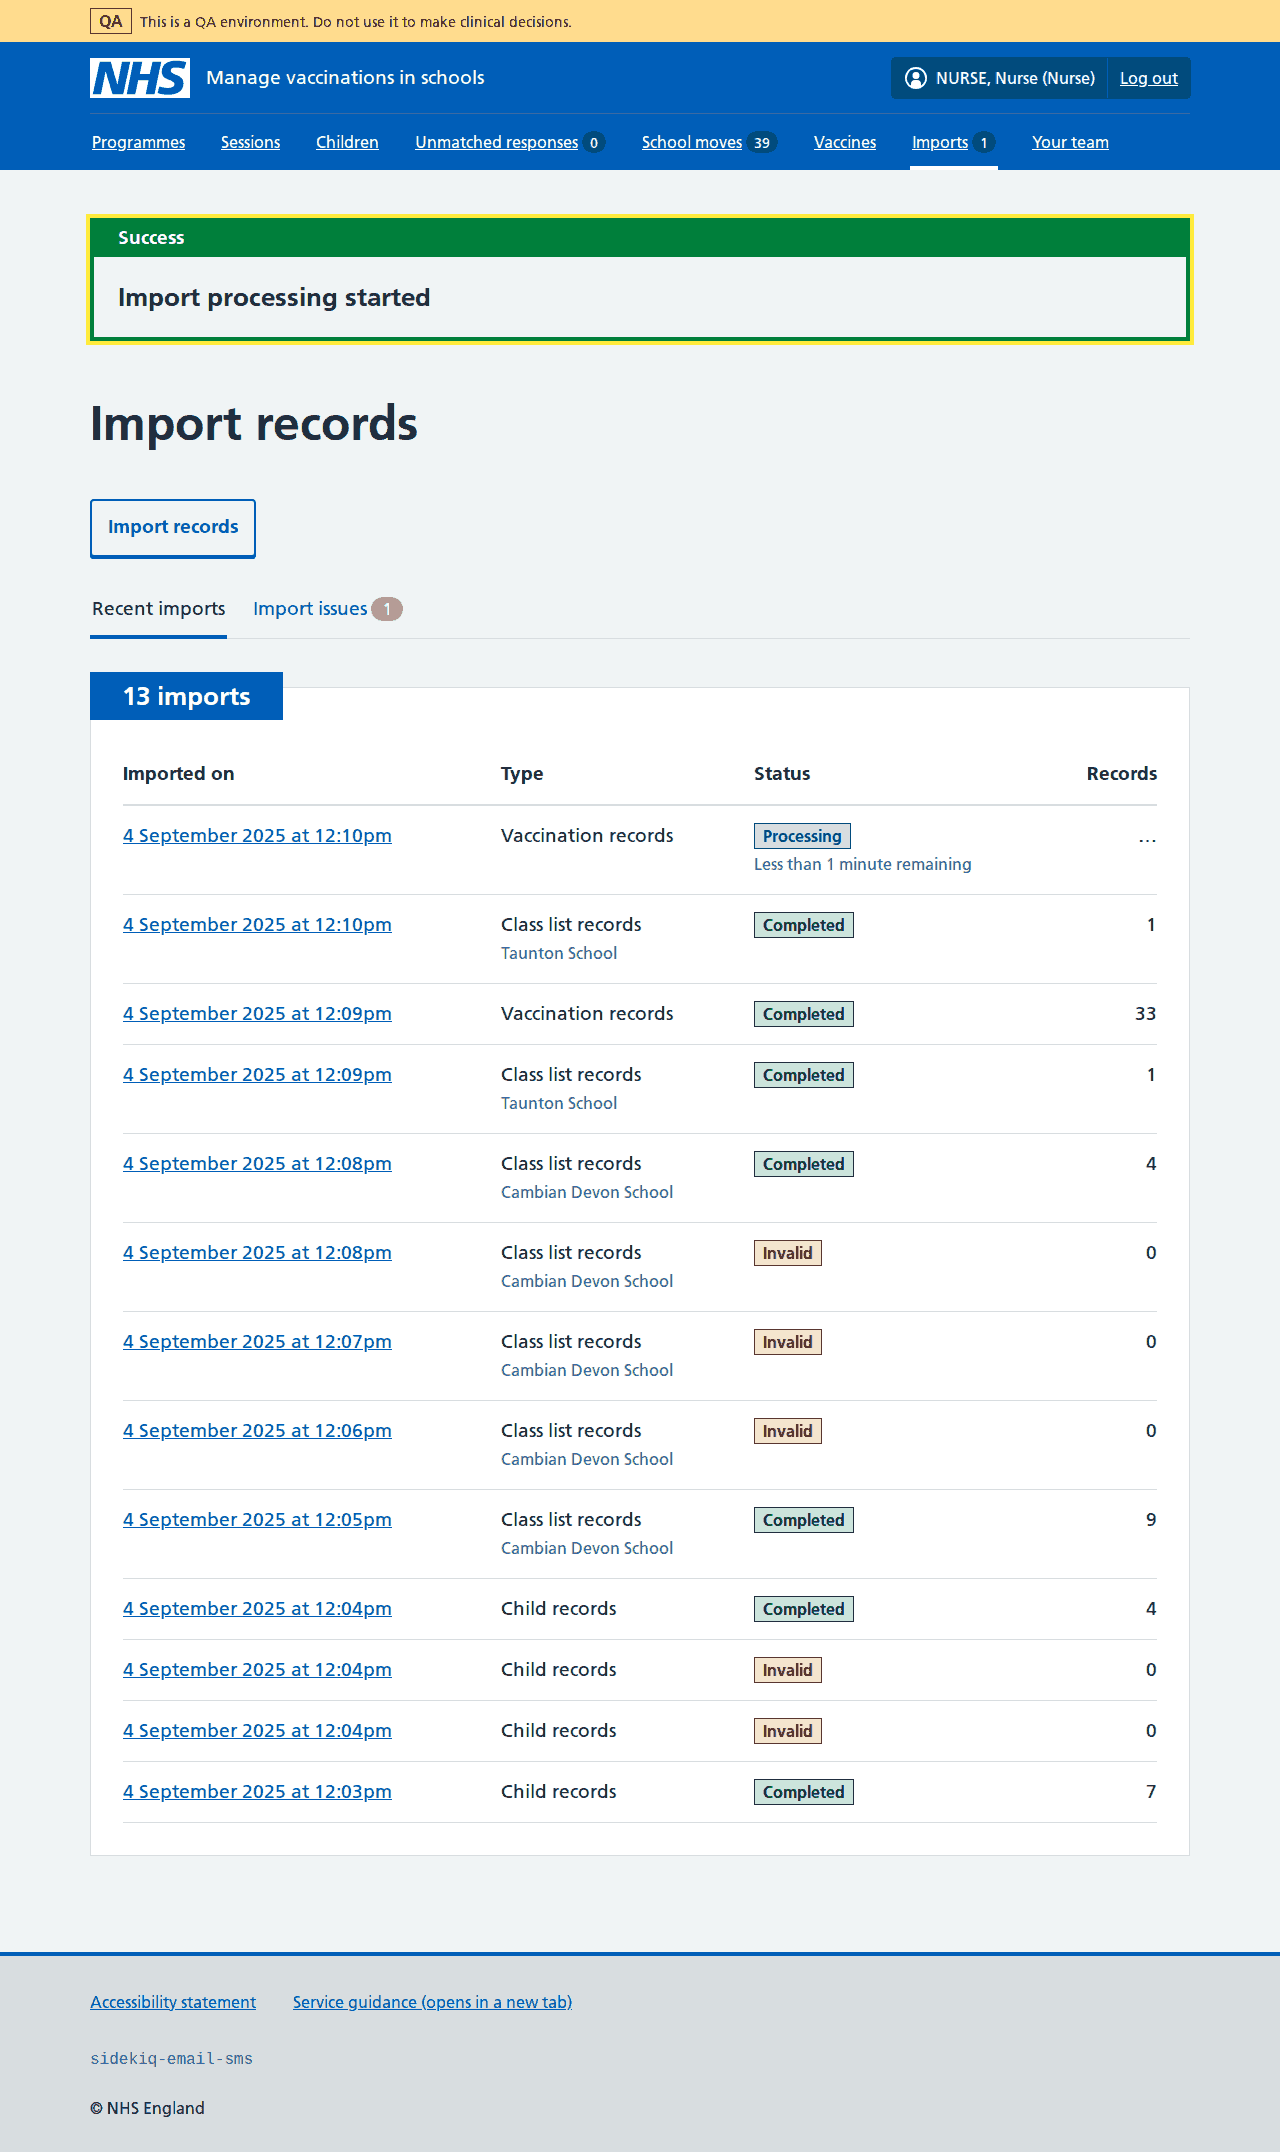 QA This is a QA environment. Do not use it to make clinical decisions.
NHS Manage vaccinations in schools NURSE, Nurse (Nurse) Log out
Programmes Sessions Children Unmatched responses 0 School moves 39 Vaccines Imports 1 Your team
Success
Import processing started
Import records
Import records
Recent imports Import issues 1
13 imports
Imported on Type Status Records
4 September 2025 at 12:10pm Vaccination records Processing …
Less than 1 minute remaining
4 September 2025 at 12:10pm Class list records Completed 1
Taunton School
4 September 2025 at 12:09pm Vaccination records Completed 33
4 September 2025 at 12:09pm Class list records Completed 1
Taunton School
4 September 2025 at 12:08pm Class list records Completed 4
Cambian Devon School
4 September 2025 at 12:08pm Class list records Invalid 0
Cambian Devon School
4 September 2025 at 12:07pm Class list records Invalid 0
Cambian Devon School
4 September 2025 at 12:06pm Class list records Invalid 0
Cambian Devon School
4 September 2025 at 12:05pm Class list records Completed 9
Cambian Devon School
4 September 2025 at 12:04pm Child records Completed 4
4 September 2025 at 12:04pm Child records Invalid 0
4 September 2025 at 12:04pm Child records Invalid 0
4 September 2025 at 12:03pm Child records Completed 7
Accessibility statement Service guidance (opens in a new tab)
sidekiq-email-sms
© NHS England